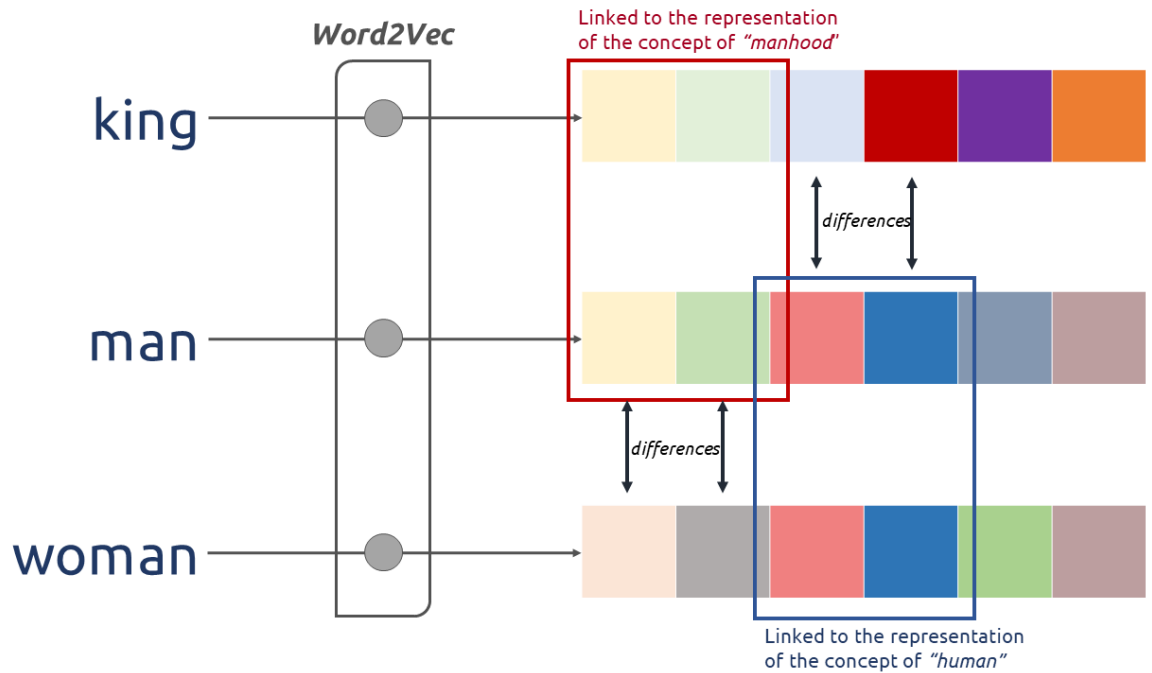 Linked to the representation
of the concept of “manhood”
Word2Vec
king
differences
man
differences
woman
Linked to the representation
of the concept of “human”